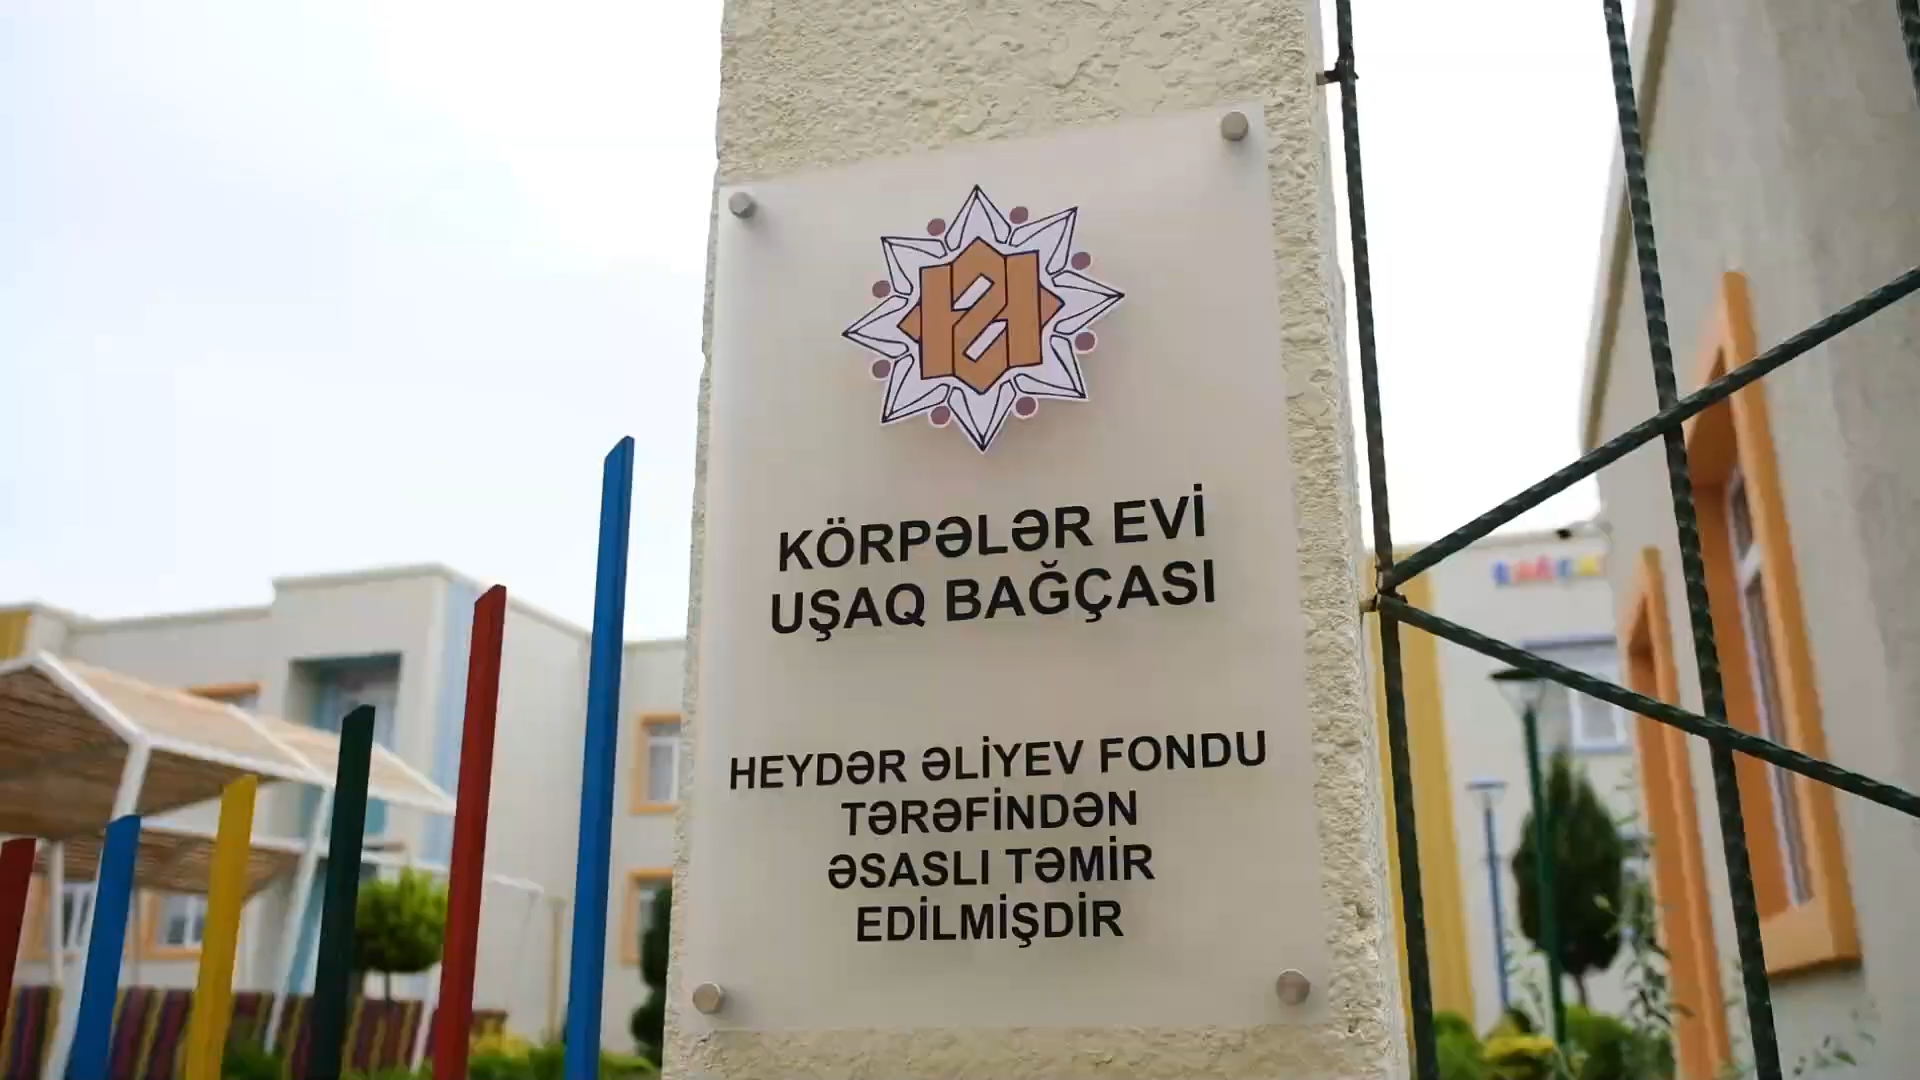 KÖRPƏLƏR EVİ
UŞAQ BAĞÇASI
HEYDƏR ƏLİYEV FONDU
TƏRƏFİNDƏN
ƏSASLI TƏMİR
EDİLMİŞDİR